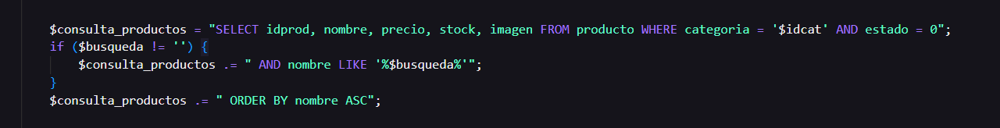 $consulta_productos = "SELECT idprod, nombre, precio, stock, imagen FROM producto WHERE categoria = '$idcat' AND estado = 0";
if ($busqueda != '') {
    $consulta_productos .= " AND nombre LIKE '%$busqueda%'";
}
$consulta_productos .= " ORDER BY nombre ASC";